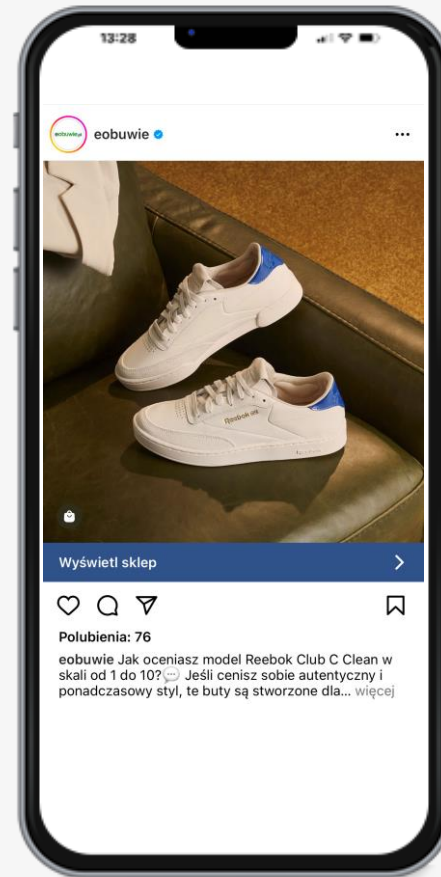 13:28
eobuwie.pl
eobuwie
Reebok
Wyświetl sklep
Polubienia: 76
eobuwie Jak oceniasz model Reebok Club C Clean w
skali od 1 do 10?💬 Jeśli cenisz sobie autentyczny i
ponadczasowy styl, te buty są stworzone dla... więcej